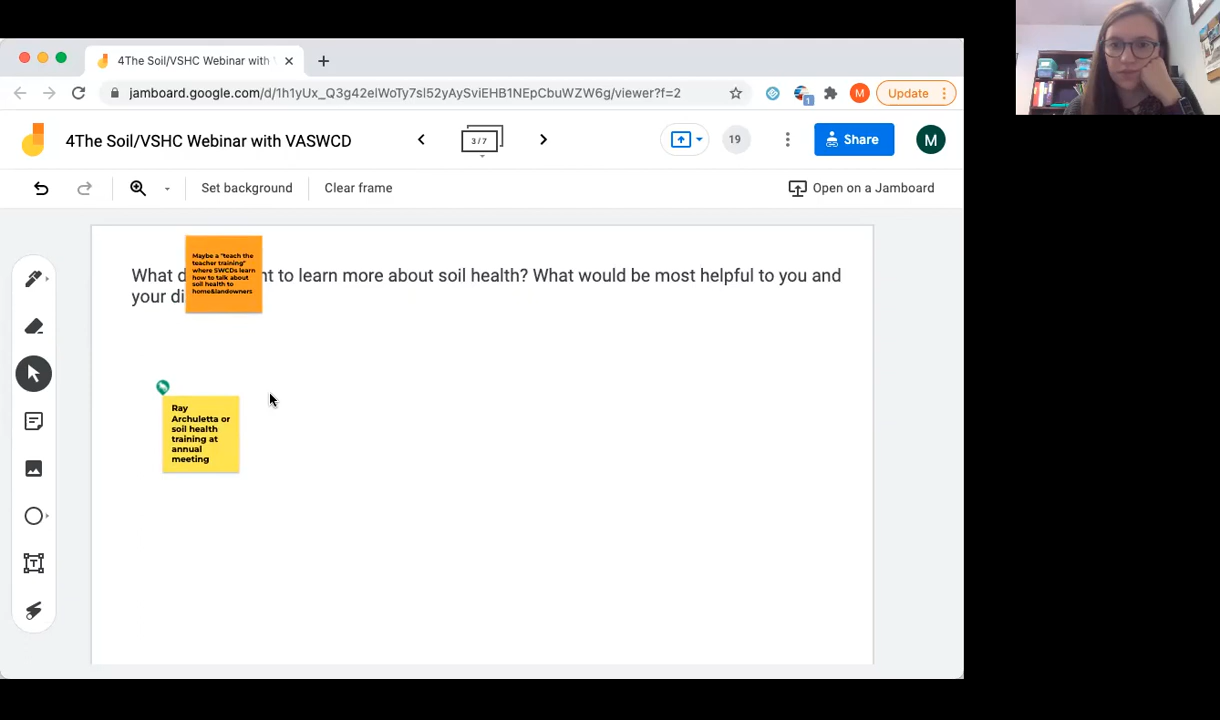 4The Soil/VSHC Webinar with
jamboard.google.com/d/1h1yUx_Q3g42elWoTy7sl52yAySviEHB1NEpCbuWZW6g/viewer?f=2
1
M
Update
4The Soil/VSHC Webinar with VASWCD
3 / 7
19
Share
M
Set background
Clear frame
Open on a Jamboard
Maybe a "teach the
teacher training"
where SWCDs learn
how to talk about
soil health to
home&landowners
What d nt to learn more about soil health? What would be most helpful to you and
your di
Ray
Archuletta or
soil health
training at
annual
meeting